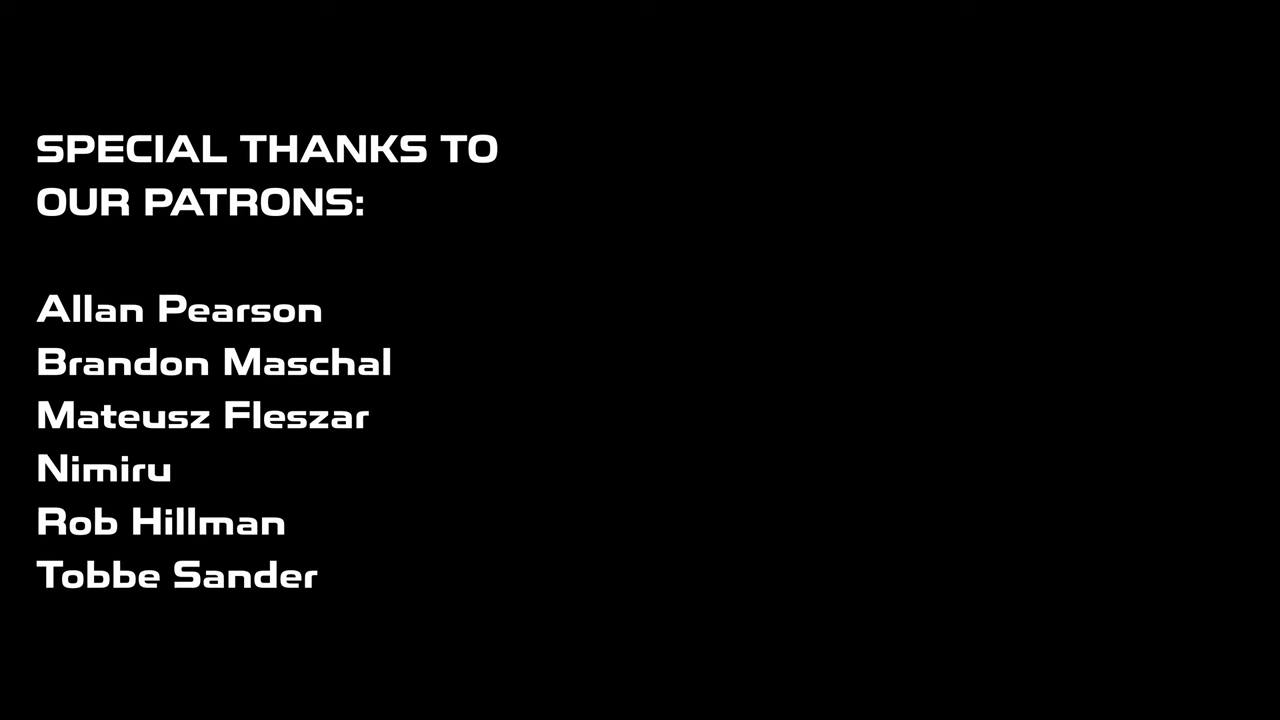 SPECIAL THANKS TO
OUR PATRONS:
Allan Pearson
Brandon Maschal
Mateusz Fleszar
Nimiru
Rob Hillman
Tobbe Sander